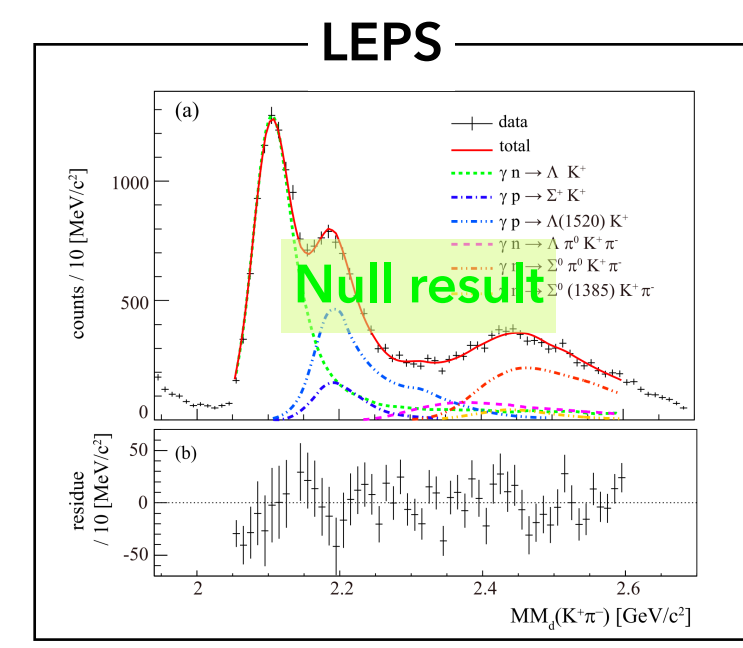 LEPS
(a)
data
total
γ n → Λ K⁺
γ p → Σ⁺ K⁺
γ p → Λ(1520) K⁺
γ n → Λ π⁰ K⁺ π⁻
Σ⁰ π⁰ K⁺ π⁻
Σ⁰ (1385) K⁺ π⁻
Null result
counts / 10 [MeV/c²]
1000
500
0
(b)
residue
/ 10 [MeV/c²]
50
0
-50
2
2.2
2.4
2.6
MM_d(K⁺π⁻) [GeV/c²]